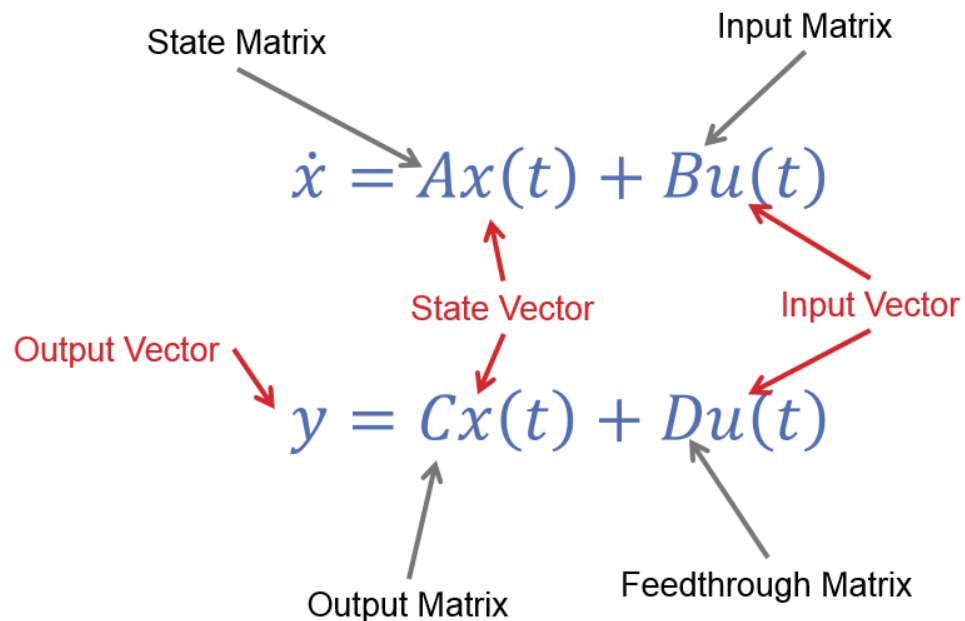 State Matrix
Input Matrix
ẋ = Ax(t) + Bu(t)
State Vector
Input Vector
Output Vector
y = Cx(t) + Du(t)
Output Matrix
Feedthrough Matrix